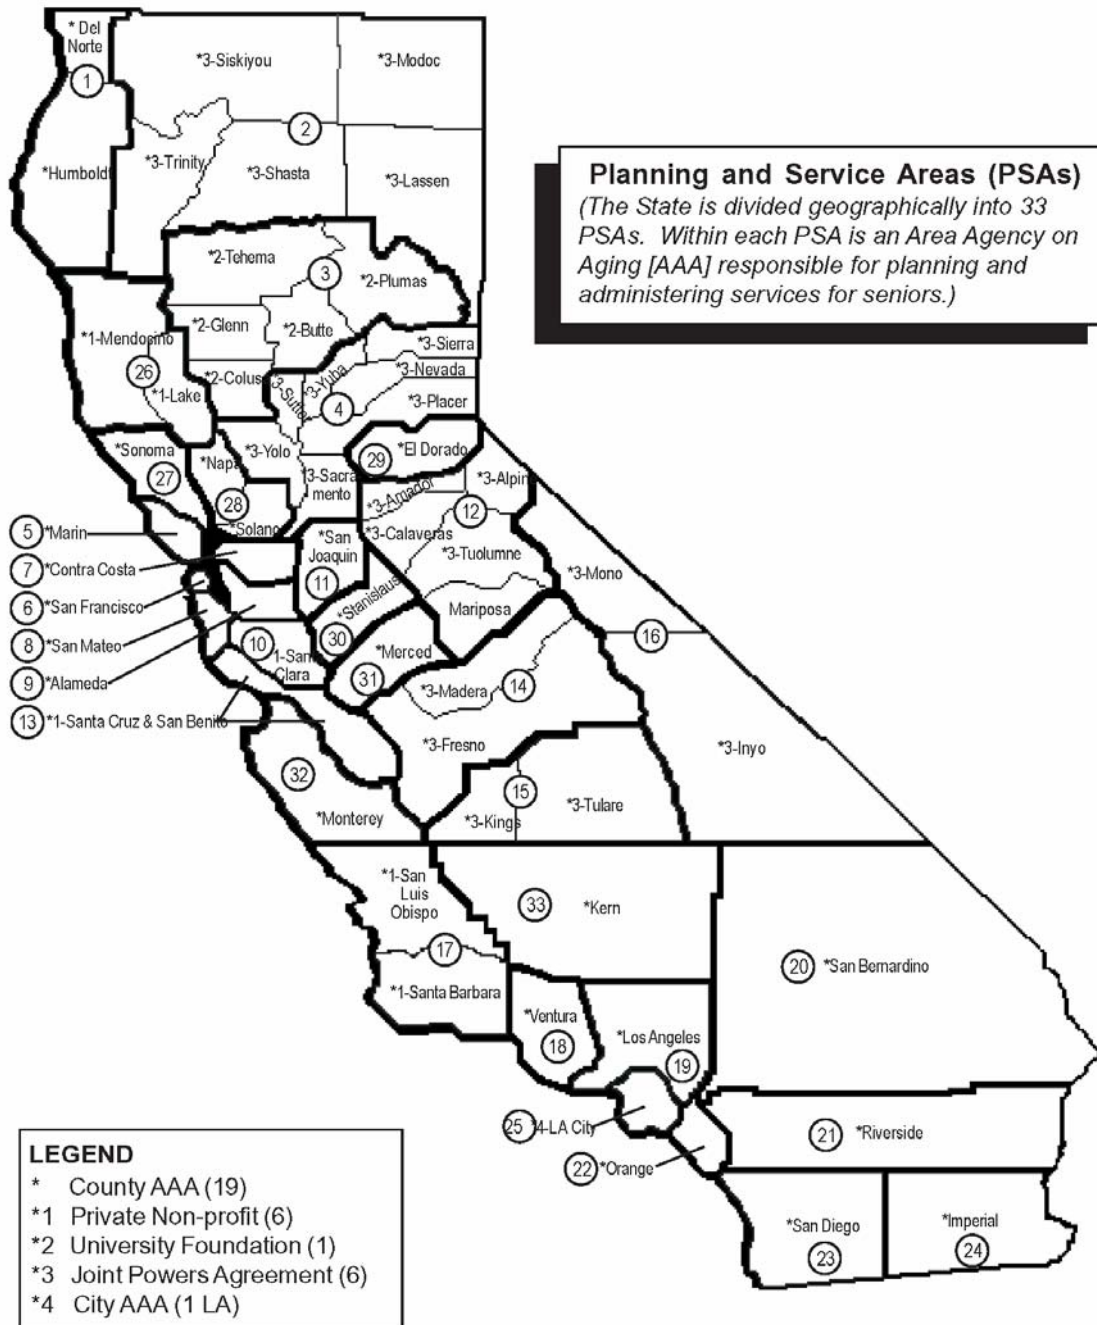 * Del
Norte
1
*3-Siskiyou
*3-Modoc
2
*Humboldt
*3-Trinity
*3-Shasta
*3-Lassen
Planning and Service Areas (PSAs)
(The State is divided geographically into 33
PSAs. Within each PSA is an Area Agency on
Aging [AAA] responsible for planning and
administering services for seniors.)
*2-Tehema
3
*2-Plumas
*2-Glenn
*2-Butte
*1-Mendocino
26
*1-Lake
*2-Colus
*3-Sutter
*3-Yuba
*3-Sierra
*3-Nevada
4
*3-Placer
*Sonoma
27
*Napa
28
*Solano
*3-Yolo
*3-Sacra
mento
29
*El Dorado
*3-Amador
*3-Alpin
12
*3-Calaveras
*3-Tuolumne
Mariposa
*3-Mono
16
5 *Marin
7 *Contra Costa
6 *San Francisco
8 *San Mateo
9 *Alameda
13 *1-Santa Cruz & San Benito
*San
Joaquin
11
*Stanislaus
30
10
1-Sant
Clara
*Merced
31
*3-Madera
14
*3-Fresno
*3-Inyo
32
*Monterey
15
*3-Kings
*3-Tulare
*1-San
Luis
Obispo
17
*1-Santa Barbara
33
*Kern
20 *San Bernardino
*Ventura
18
*Los Angeles
19
25 *4-LA City
22 *Orange
21 *Riverside
*San Diego
23
*Imperial
24
LEGEND
* County AAA (19)
*1 Private Non-profit (6)
*2 University Foundation (1)
*3 Joint Powers Agreement (6)
*4 City AAA (1 LA)